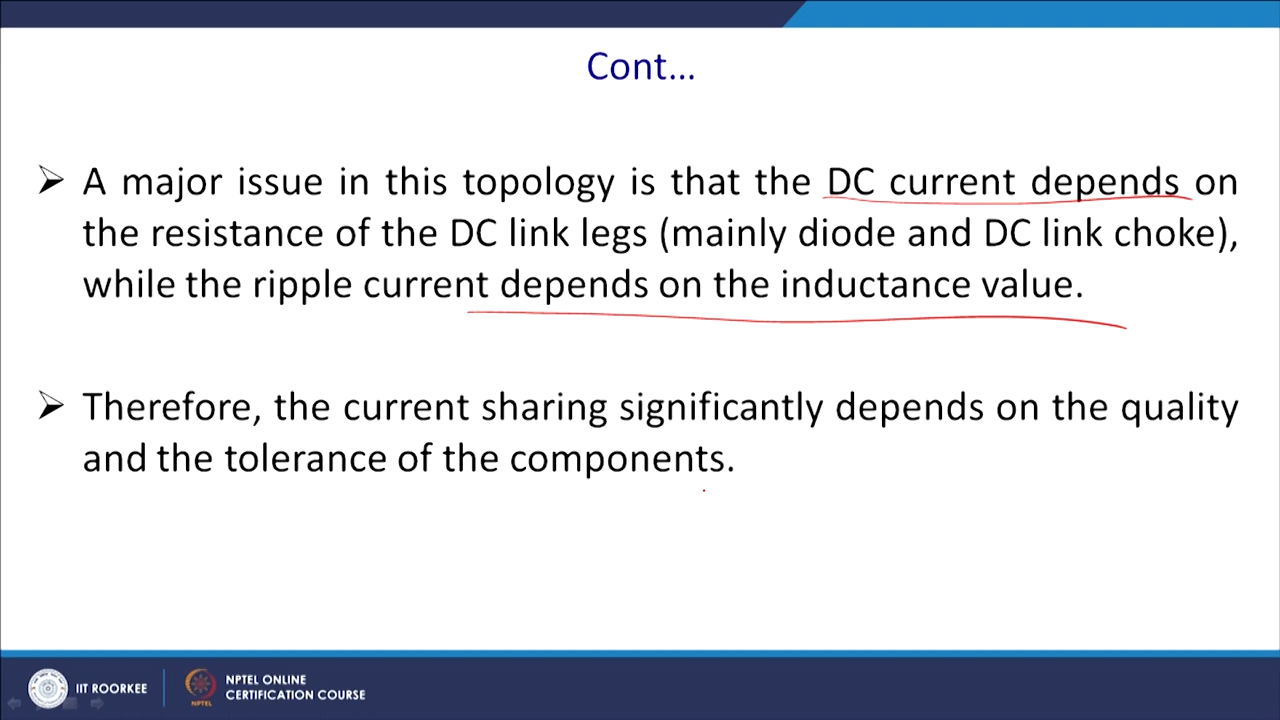 Cont...
➢ A major issue in this topology is that the DC current depends on
the resistance of the DC link legs (mainly diode and DC link choke),
while the ripple current depends on the inductance value.
➢ Therefore, the current sharing significantly depends on the quality
and the tolerance of the components.
IIT ROORKEE
NPTEL
NPTEL ONLINE
CERTIFICATION COURSE